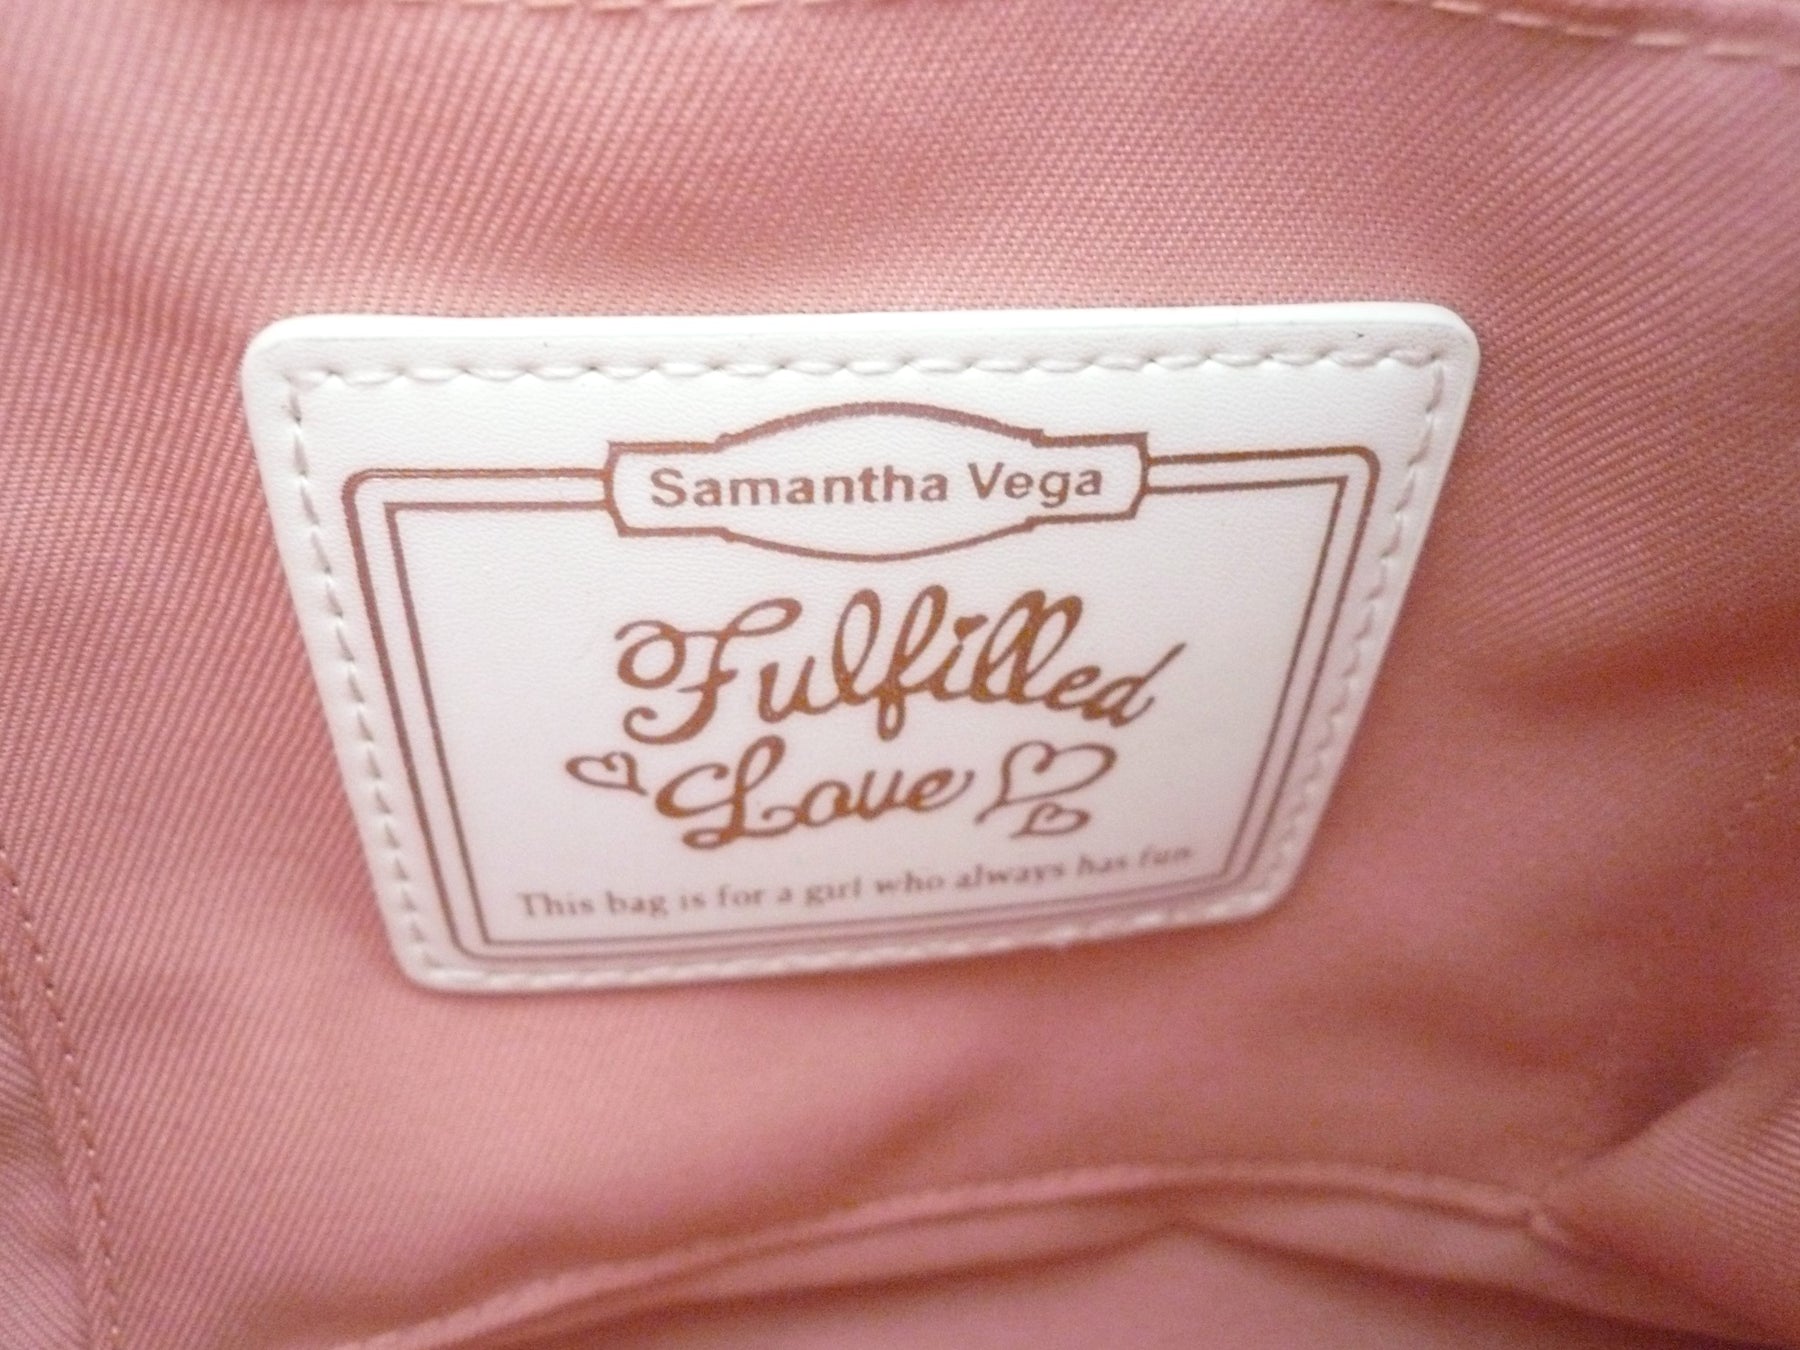 Samantha Vega
Fulfilled
Love
This bag is for a girl who always has fun